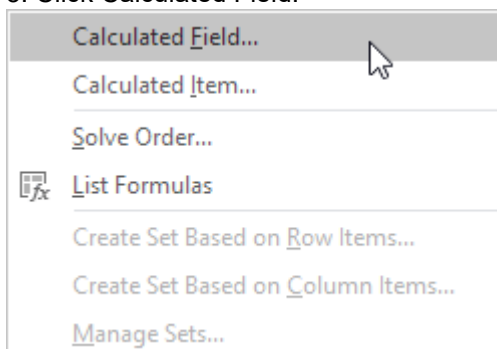 Calculated Field...
Calculated Item...
Solve Order...
fx List Formulas
Create Set Based on Row Items...
Create Set Based on Column Items...
Manage Sets...